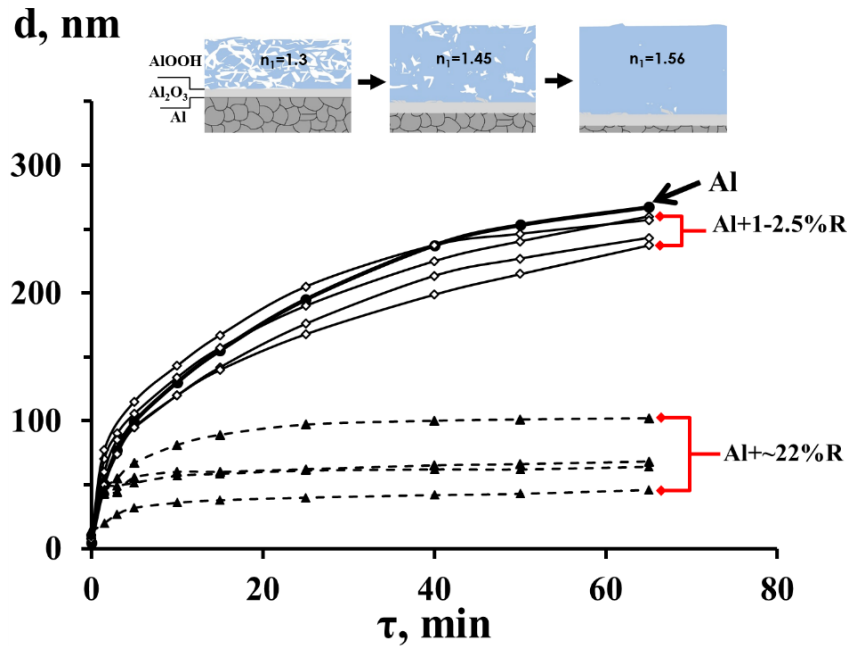 d, nm
AlOOH
Al₂O₃
Al
n₁=1.3
n₁=1.45
n₁=1.56
300
200
100
0
Al
Al+1-2.5%R
Al+~22%R
0
20
40
60
80
τ, min